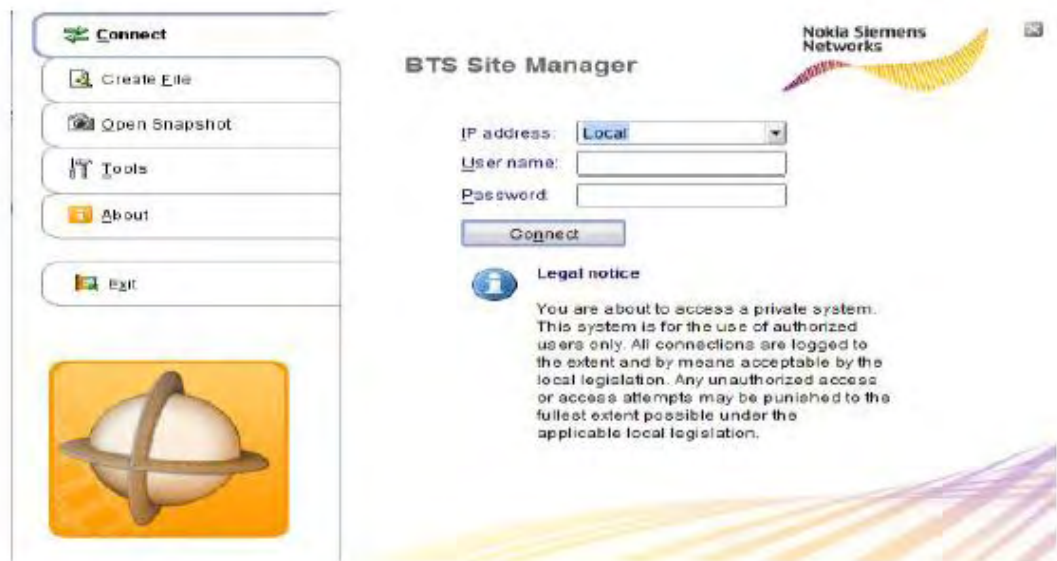 Connect
Create File
Open Snapshot
Tools
About
Exit
Nokia Siemens
Networks
BTS Site Manager
IP address: Local
User name:
Password
Connect
Legal notice
You are about to access a private system.
This system is for the use of authorized
users only. All connections are logged to
the extent and by means acceptable by the
local legislation. Any unauthorized access
or access attempts may be punished to the
fullest extent possible under the
applicable local legislation.